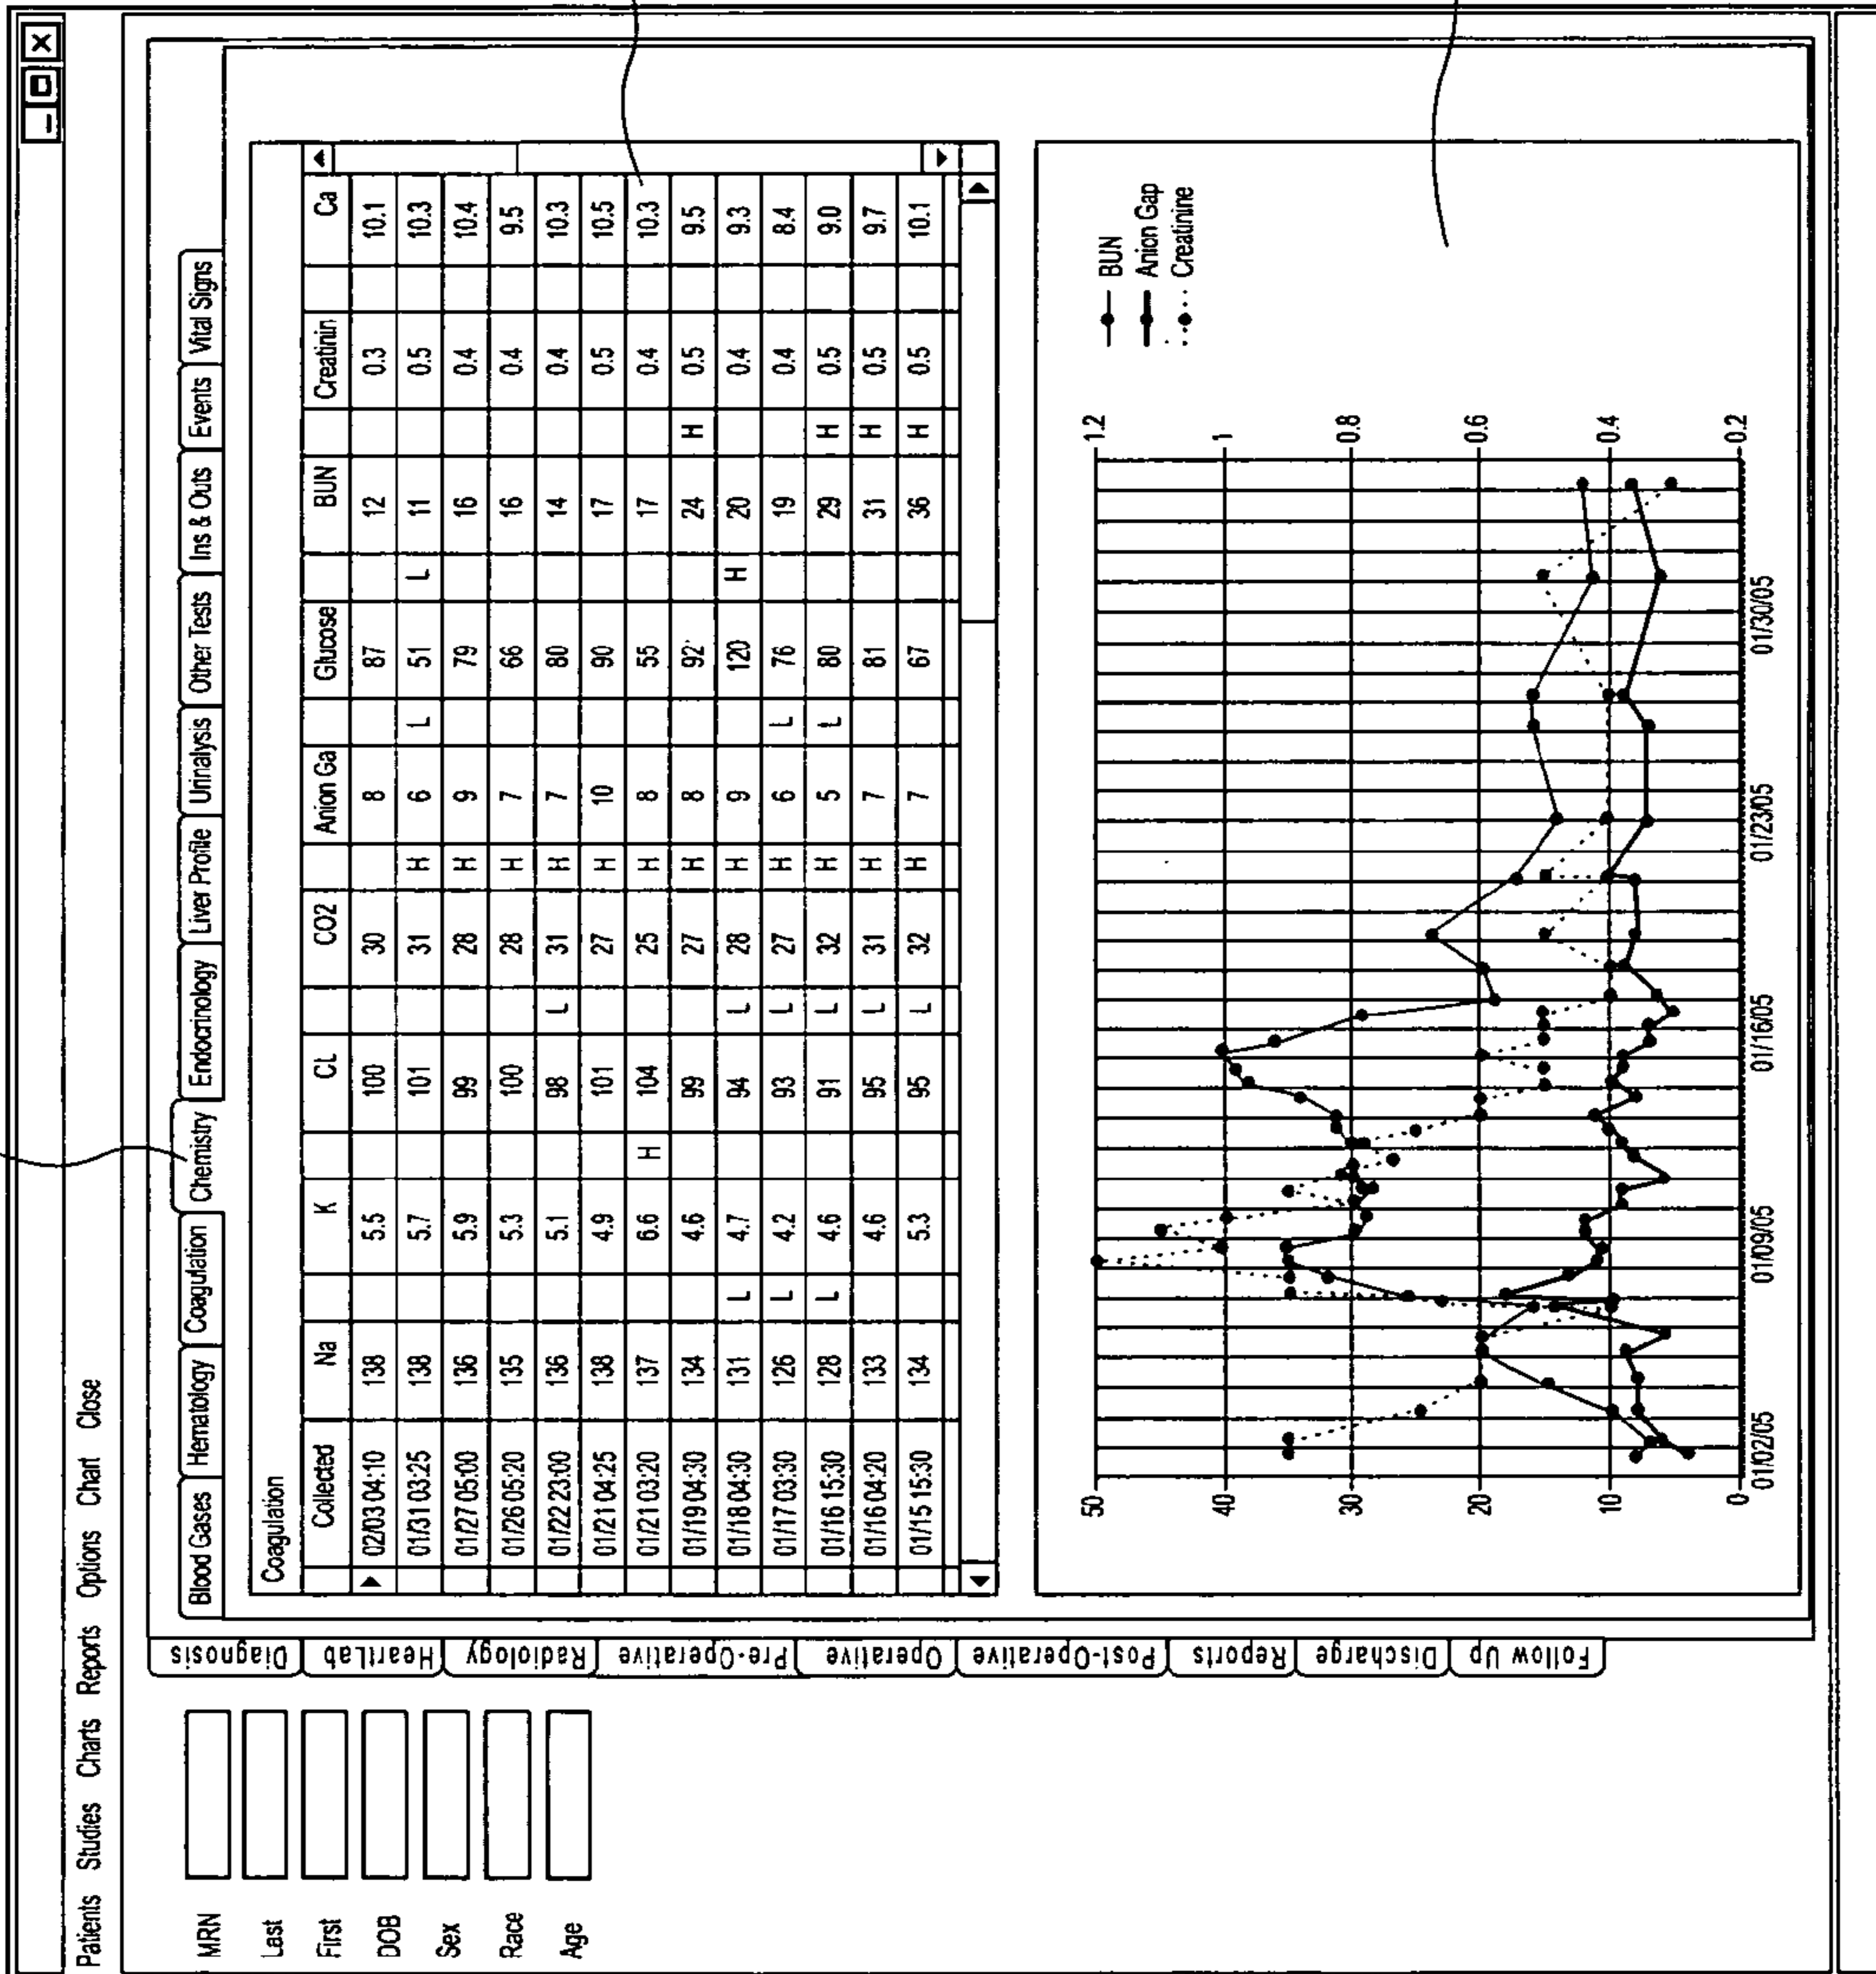 Patients Studies Charts Reports Options Chart Close
MRN
Last
First
DOB
Sex
Race
Age
Diagnosis
HeartLab
Radiology
Pre-Operative
Operative
Post-Operative
Reports
Discharge
Follow Up
Blood Gases Hematology Coagulation Chemistry Endocrinology Liver Profile Urinalysis Other Tests Ins & Outs Events Vital Signs
Coagulation
Collected Na K CL CO2 Anion Ga Glucose BUN Creatinin Ca
02/03 04:10 138 5.5 100 30 8 87 12 0.3 10.1
01/31 03:25 138 5.7 101 31 H 6 L 51 L 11 0.5 10.3
01/27 05:00 136 5.9 99 28 H 9 79 16 0.4 10.4
01/26 05:20 135 5.3 100 28 H 7 66 16 0.4 9.5
01/22 23:00 136 5.1 98 L 31 H 7 80 14 0.4 10.3
01/21 04:25 138 4.9 101 27 H 10 90 17 0.5 10.5
01/21 03:20 137 6.6 H 104 25 H 8 55 17 0.4 10.3
01/19 04:30 134 4.6 99 27 H 8 92 24 H 0.5 9.5
01/18 04:30 131 L 4.7 94 L 28 H 9 120 H 20 0.4 9.3
01/17 03:30 126 L 4.2 93 L 27 H 6 L 76 19 0.4 8.4
01/16 15:30 128 L 4.6 91 L 32 H 5 L 80 29 H 0.5 9.0
01/16 04:20 133 4.6 95 L 31 H 7 81 31 H 0.5 9.7
01/15 15:30 134 5.3 95 L 32 H 7 67 36 H 0.5 10.1
50 1.2
40 1
30 0.8
20 0.6
10 0.4
0 0.2
01/02/05 01/09/05 01/16/05 01/23/05 01/30/05
BUN
Anion Gap
Creatinine